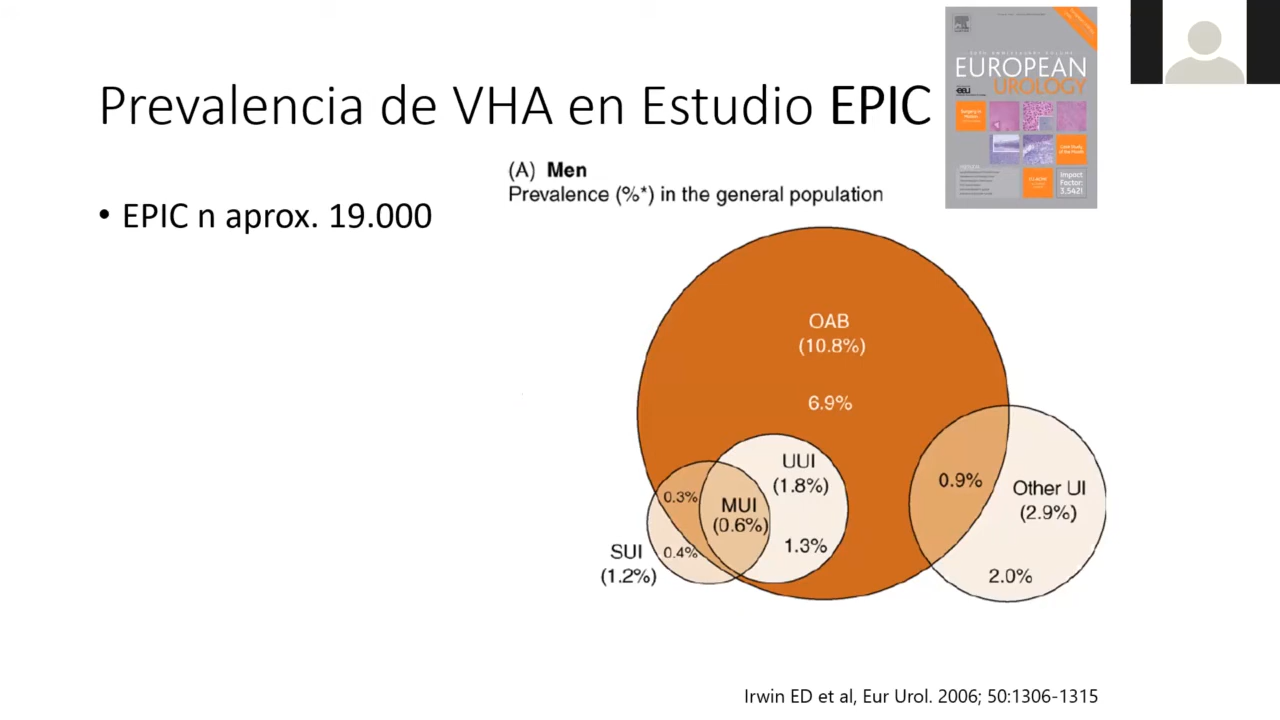 Prevalencia de VHA en Estudio EPIC
EUROPEAN
UROLOGY
Impact
Factor:
• EPIC n aprox. 19.000
(A) Men
Prevalence (%*) in the general population
OAB
(10.8%)
6.9%
UUI
(1.8%)
1.3%
MUI
(0.6%)
0.3%
0.4%
SUI
(1.2%)
0.9%
Other UI
(2.9%)
2.0%
Irwin ED et al, Eur Urol. 2006; 50:1306-1315